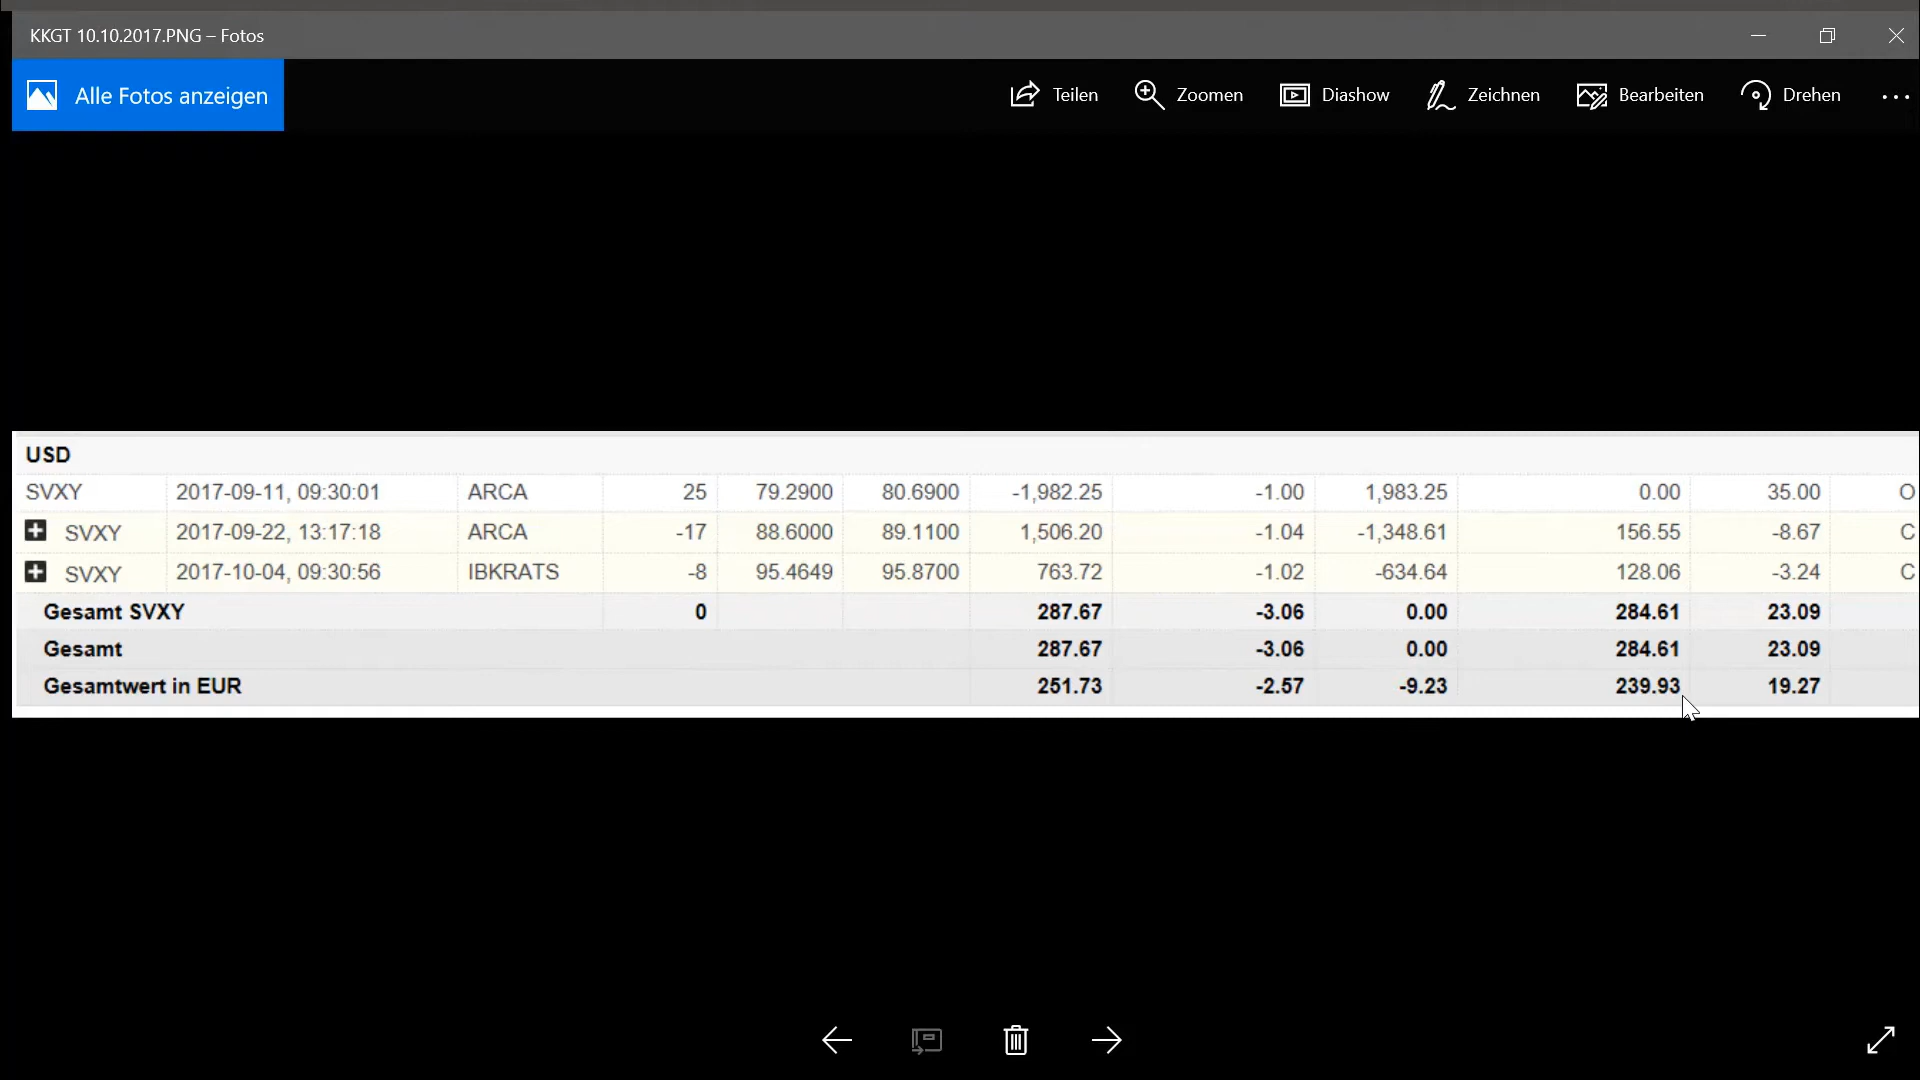 KKGT 10.10.2017.PNG – Fotos
Alle Fotos anzeigen Teilen Zoomen Diashow Zeichnen Bearbeiten Drehen ...
USD
SVXY 2017-09-11, 09:30:01 ARCA 25 79.2900 80.6900 -1,982.25 -1.00 1,983.25 0.00 35.00 O
SVXY 2017-09-22, 13:17:18 ARCA -17 88.6000 89.1100 1,506.20 -1.04 -1,348.61 156.55 -8.67 C
SVXY 2017-10-04, 09:30:56 IBKRATS -8 95.4649 95.8700 763.72 -1.02 -634.64 128.06 -3.24 C
Gesamt SVXY 0 287.67 -3.06 0.00 284.61 23.09
Gesamt 287.67 -3.06 0.00 284.61 23.09
Gesamtwert in EUR 251.73 -2.57 -9.23 239.93 19.27